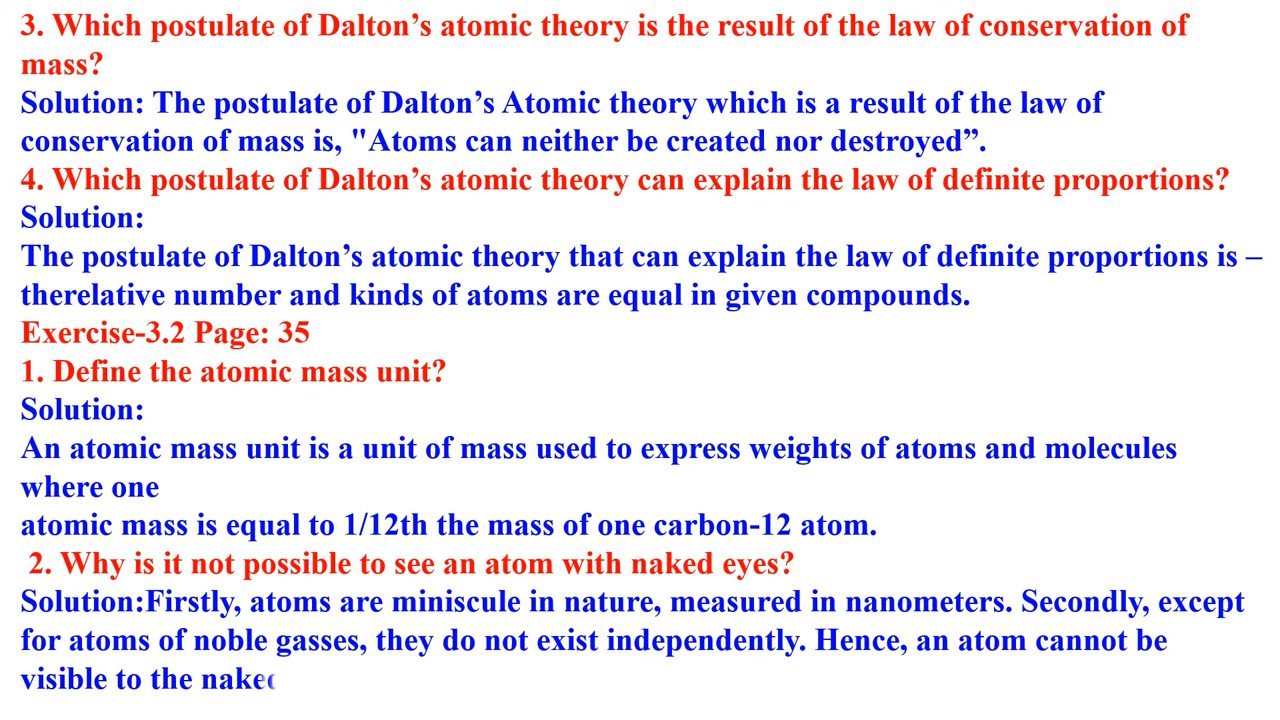 3. Which postulate of Dalton’s atomic theory is the result of the law of conservation of
mass?
Solution: The postulate of Dalton’s Atomic theory which is a result of the law of
conservation of mass is, "Atoms can neither be created nor destroyed”.
4. Which postulate of Dalton’s atomic theory can explain the law of definite proportions?
Solution:
The postulate of Dalton’s atomic theory that can explain the law of definite proportions is –
therelative number and kinds of atoms are equal in given compounds.
Exercise-3.2 Page: 35
1. Define the atomic mass unit?
Solution:
An atomic mass unit is a unit of mass used to express weights of atoms and molecules
where one
atomic mass is equal to 1/12th the mass of one carbon-12 atom.
2. Why is it not possible to see an atom with naked eyes?
Solution:Firstly, atoms are miniscule in nature, measured in nanometers. Secondly, except
for atoms of noble gasses, they do not exist independently. Hence, an atom cannot be
visible to the nake